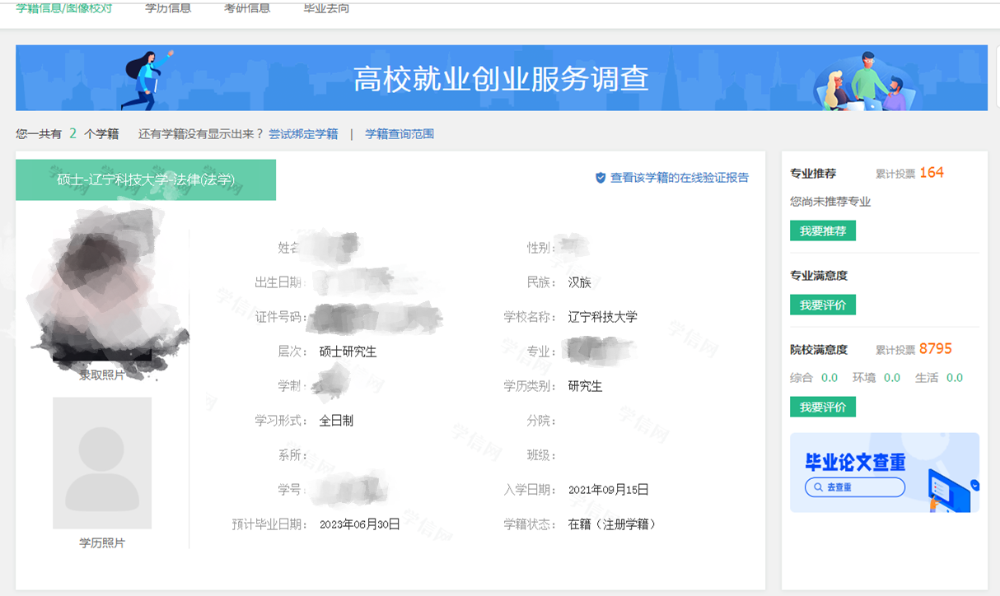 学籍信息/图像校对 学历信息 考研信息 毕业去向
高校就业创业服务调查
您一共有 2 个学籍 还有学籍没有显示出来？ 尝试绑定学籍 | 学籍查询范围
硕士-辽宁科技大学-法律(法学)
查看该学籍的在线验证报告
录取照片
学历照片
姓名
性别：
出生日期：
民族： 汉族
证件号码：
学校名称： 辽宁科技大学
层次： 硕士研究生
专业：
学制：
学历类别： 研究生
学习形式： 全日制
分院：
系所：
班级：
学号：
入学日期： 2021年09月15日
预计毕业日期： 2023年06月30日
学籍状态： 在籍（注册学籍）
专业推荐 累计投票 164
您尚未推荐专业
我要推荐
专业满意度
我要评价
院校满意度 累计投票 8795
综合 0.0 环境 0.0 生活 0.0
我要评价
毕业论文查重
去查重
学信网